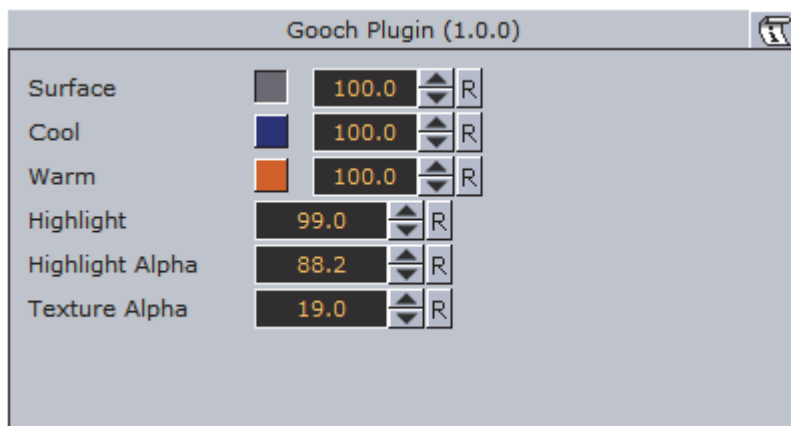 Gooch Plugin (1.0.0)
Surface 100.0 R
Cool 100.0 R
Warm 100.0 R
Highlight 99.0 R
Highlight Alpha 88.2 R
Texture Alpha 19.0 R